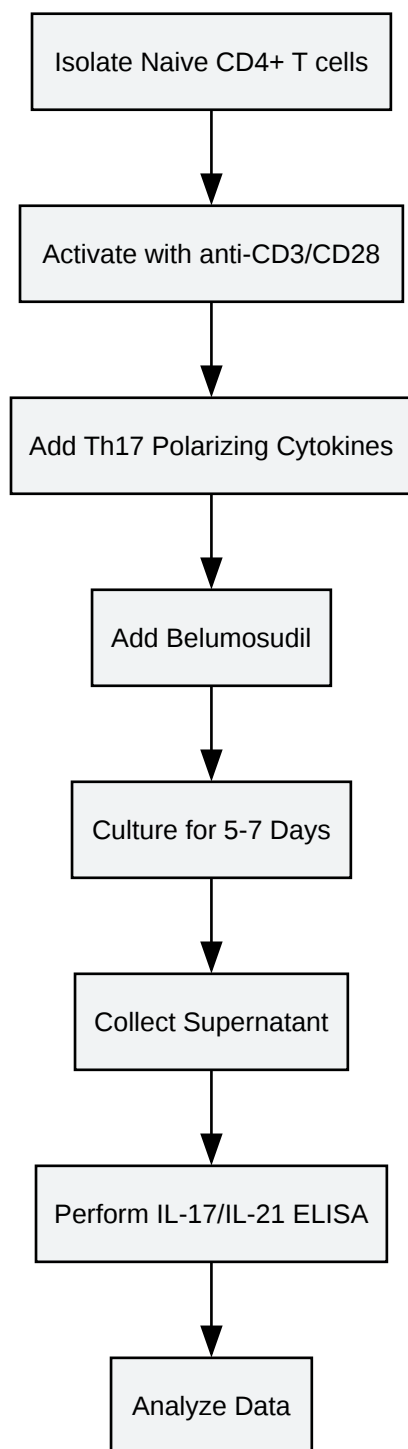 Isolate Naive CD4+ T cells
Activate with anti-CD3/CD28
Add Th17 Polarizing Cytokines
Add Belumosudil
Culture for 5-7 Days
Collect Supernatant
Perform IL-17/IL-21 ELISA
Analyze Data